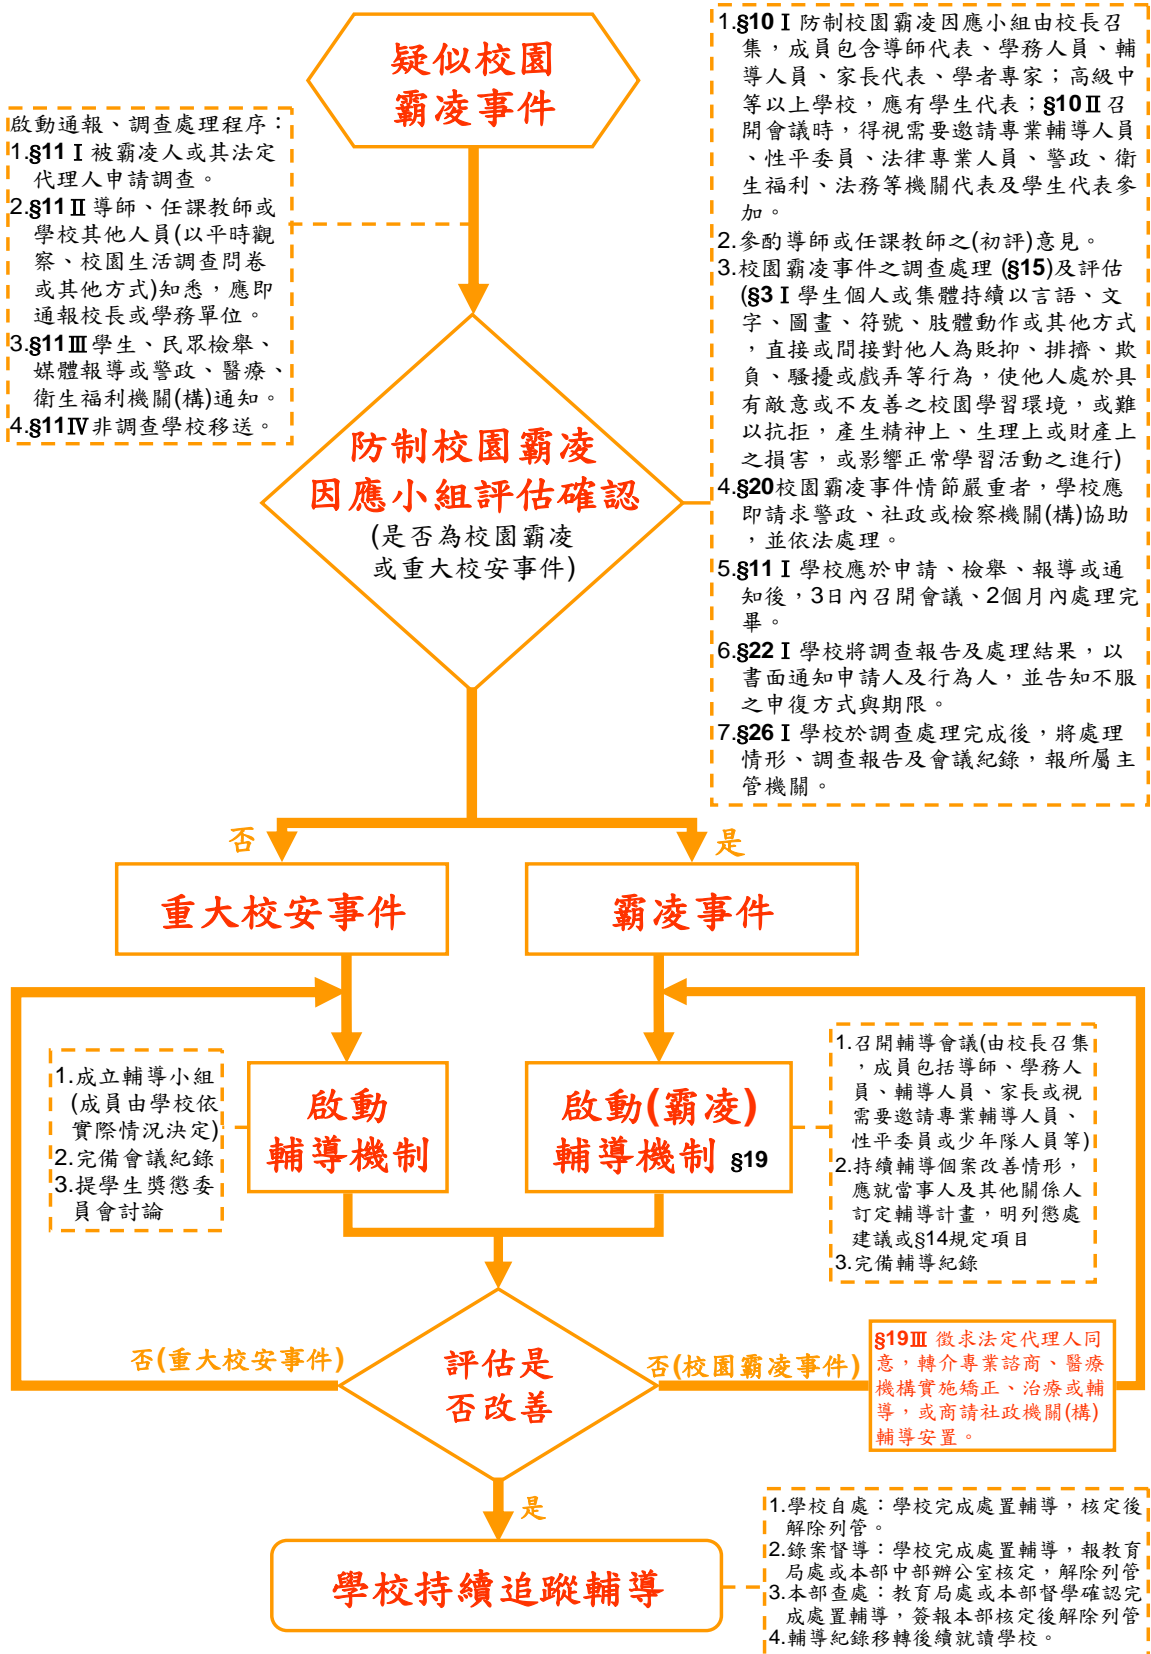 疑似校園
霸凌事件
啟動通報、調查處理程序：
1.§11Ⅰ被霸凌人或其法定
代理人申請調查。
2.§11Ⅱ導師、任課教師或
學校其他人員(以平時觀
察、校園生活調查問卷
或其他方式)知悉，應即
通報校長或學務單位。
3.§11Ⅲ學生、民眾檢舉、
媒體報導或警政、醫療、
衛生福利機關(構)通知。
4.§11Ⅳ非調查學校移送。
1.§10Ⅰ防制校園霸凌因應小組由校長召
集，成員包含導師代表、學務人員、輔
導人員、家長代表、學者專家；高級中
等以上學校，應有學生代表；§10Ⅱ召
開會議時，得視需要邀請專業輔導人員
、性平委員、法律專業人員、警政、衛
生福利、法務等機關代表及學生代表參
加。
2.參酌導師或任課教師之(初評)意見。
3.校園霸凌事件之調查處理 (§15)及評估
(§3Ⅰ學生個人或集體持續以言語、文
字、圖畫、符號、肢體動作或其他方式
，直接或間接對他人為貶抑、排擠、欺
負、騷擾或戲弄等行為，使他人處於具
有敵意或不友善之校園學習環境，或難
以抗拒，產生精神上、生理上或財產上
之損害，或影響正常學習活動之進行)
4.§20校園霸凌事件情節嚴重者，學校應
即請求警政、社政或檢察機關(構)協助
，並依法處理。
5.§11Ⅰ學校應於申請、檢舉、報導或通
知後，3日內召開會議、2個月內處理完
畢。
6.§22Ⅰ學校將調查報告及處理結果，以
書面通知申請人及行為人，並告知不服
之申復方式與期限。
7.§26Ⅰ學校於調查處理完成後，將處理
情形、調查報告及會議紀錄，報所屬主
管機關。
防制校園霸凌
因應小組評估確認
(是否為校園霸凌
或重大校安事件)
否
是
重大校安事件
霸凌事件
1.成立輔導小組
(成員由學校依
實際情況決定)
2.完備會議紀錄
3.提學生獎懲委
員會討論
啟動
輔導機制
啟動(霸凌)
輔導機制 §19
1.召開輔導會議(由校長召集
，成員包括導師、學務人
員、輔導人員、家長或視
需要邀請專業輔導人員、
性平委員或少年隊人員等)
2.持續輔導個案改善情形，
應就當事人及其他關係人
訂定輔導計畫，明列懲處
建議或§14規定項目
3.完備輔導紀錄
否(重大校安事件)
評估是
否改善
否(校園霸凌事件)
§19Ⅲ 徵求法定代理人同
意，轉介專業諮商、醫療
機構實施矯正、治療或輔
導，或商請社政機關(構)
輔導安置。
是
學校持續追蹤輔導
1.學校自處：學校完成處置輔導，核定後
解除列管。
2.錄案督導：學校完成處置輔導，報教育
局處或本部中部辦公室核定，解除列管
3.本部查處：教育局處或本部督學確認完
成處置輔導，簽報本部核定後解除列管
4.輔導紀錄移轉後續就讀學校。